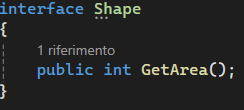 interface Shape
{
1 riferimento
public int GetArea();
}